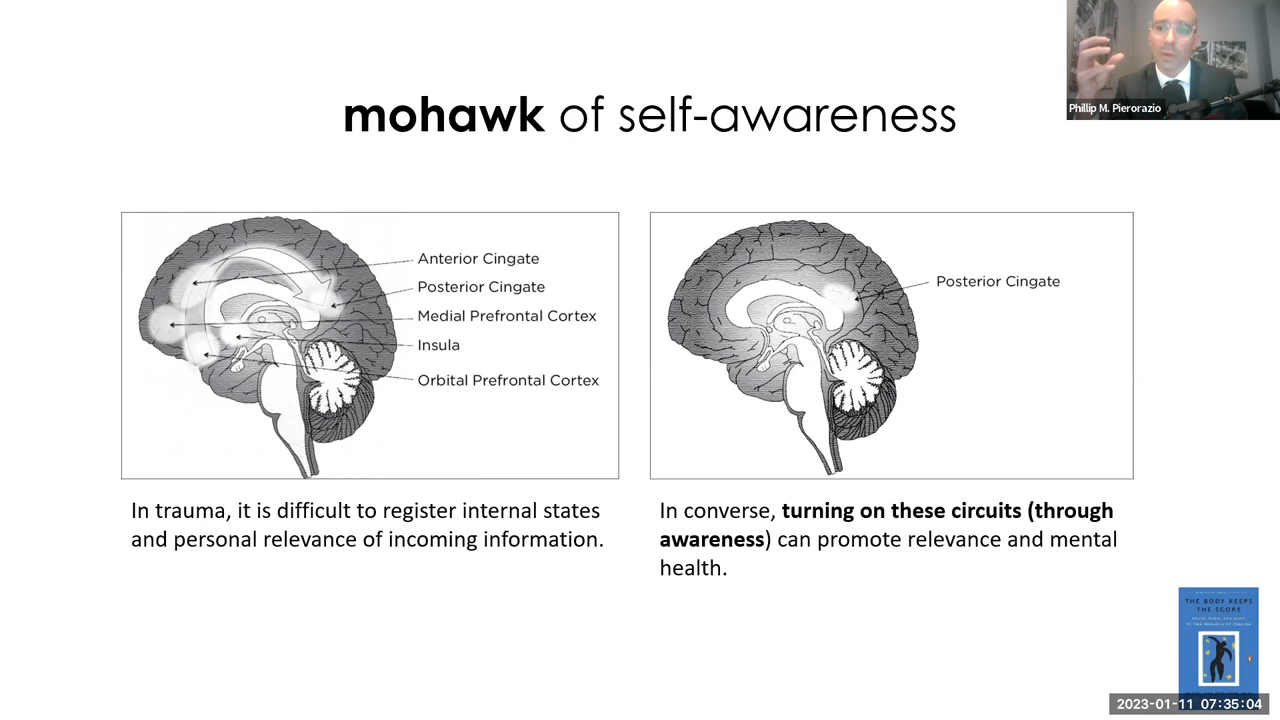 Phillip M. Pierorazio
mohawk of self-awareness
Anterior Cingate
Posterior Cingate
Medial Prefrontal Cortex
Insula
Orbital Prefrontal Cortex
Posterior Cingate
In trauma, it is difficult to register internal states
and personal relevance of incoming information.
In converse, turning on these circuits (through
awareness) can promote relevance and mental
health.
THE BODY KEEPS
THE SCORE
2023-01-11 07:35:04